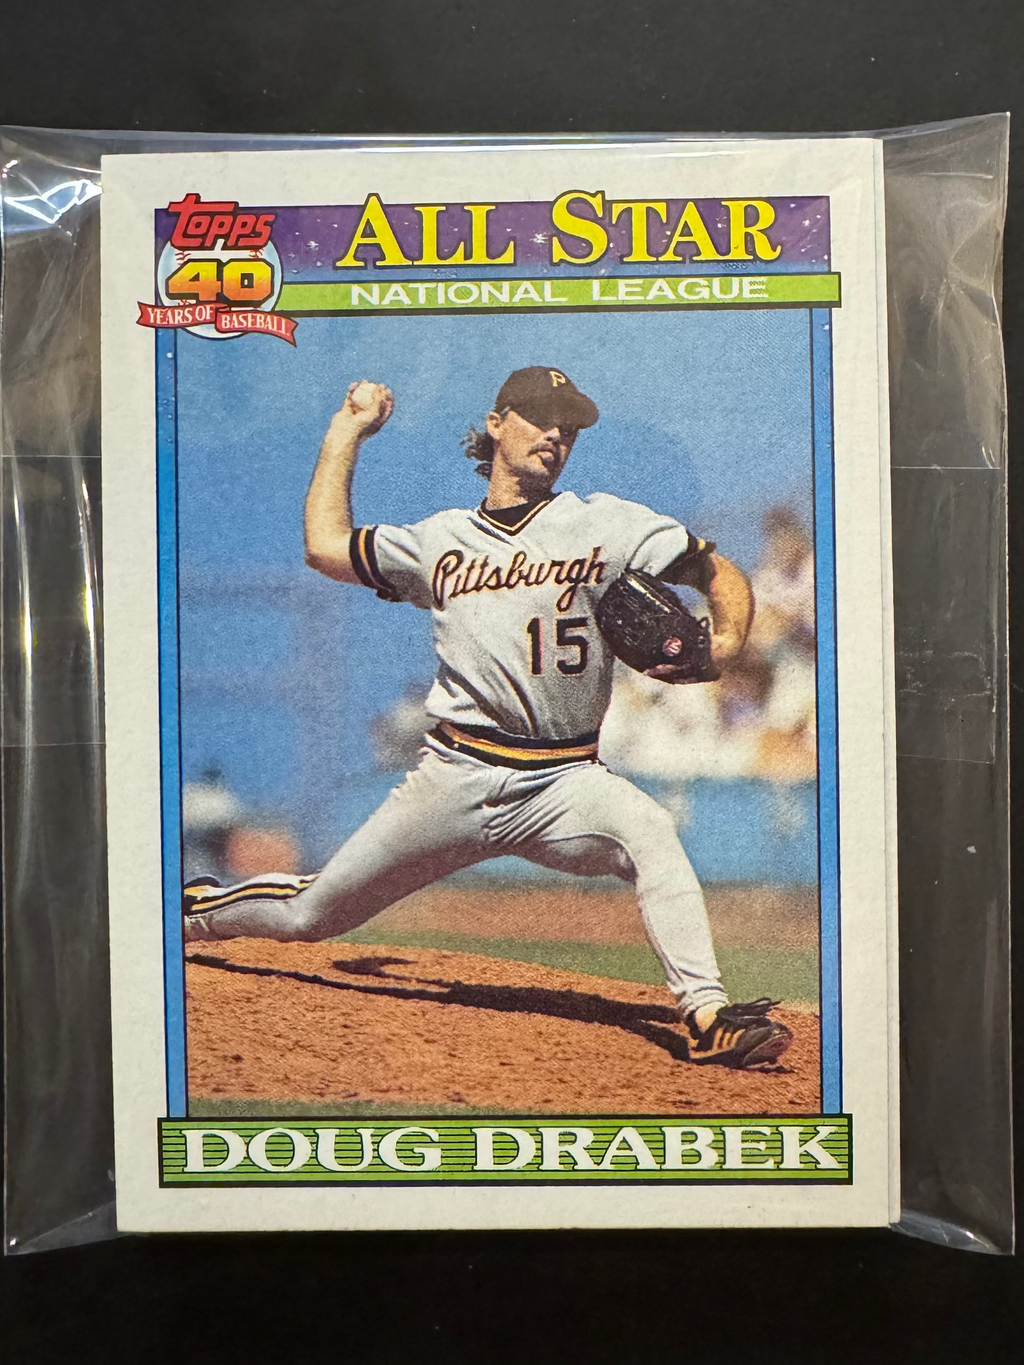 ALL STAR
TOPPS
40
YEARS OF BASEBALL
NATIONAL LEAGUE
P
Pittsburgh
15
DOUG DRABEK